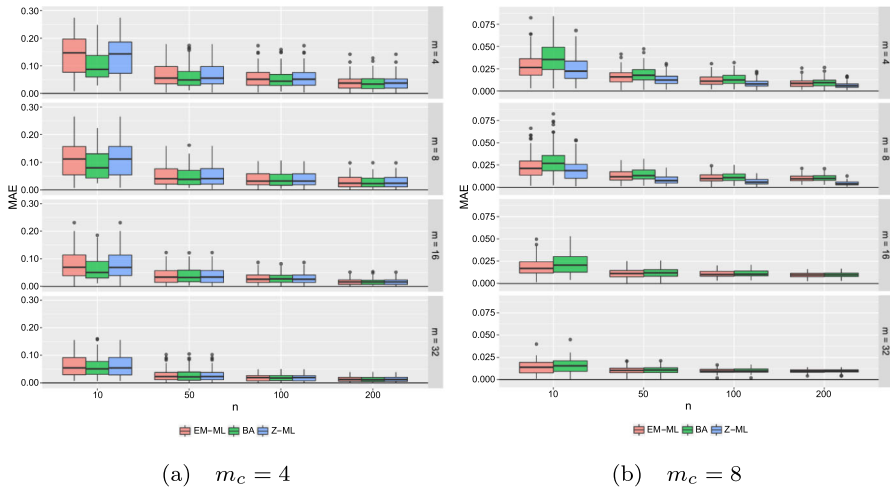 0.30
0.20
0.10
0.00
m = 4
0.30
0.20
0.10
0.00
m = 8
0.30
0.20
0.10
0.00
m = 16
0.30
0.20
0.10
0.00
m = 32
MAE
10 50 100 200
n
EM−ML BA Z−ML
(a) m_c = 4
0.075
0.050
0.025
0.000
m = 4
0.075
0.050
0.025
0.000
m = 8
0.075
0.050
0.025
0.000
m = 16
0.075
0.050
0.025
0.000
m = 32
MAE
10 50 100 200
n
EM−ML BA Z−ML
(b) m_c = 8